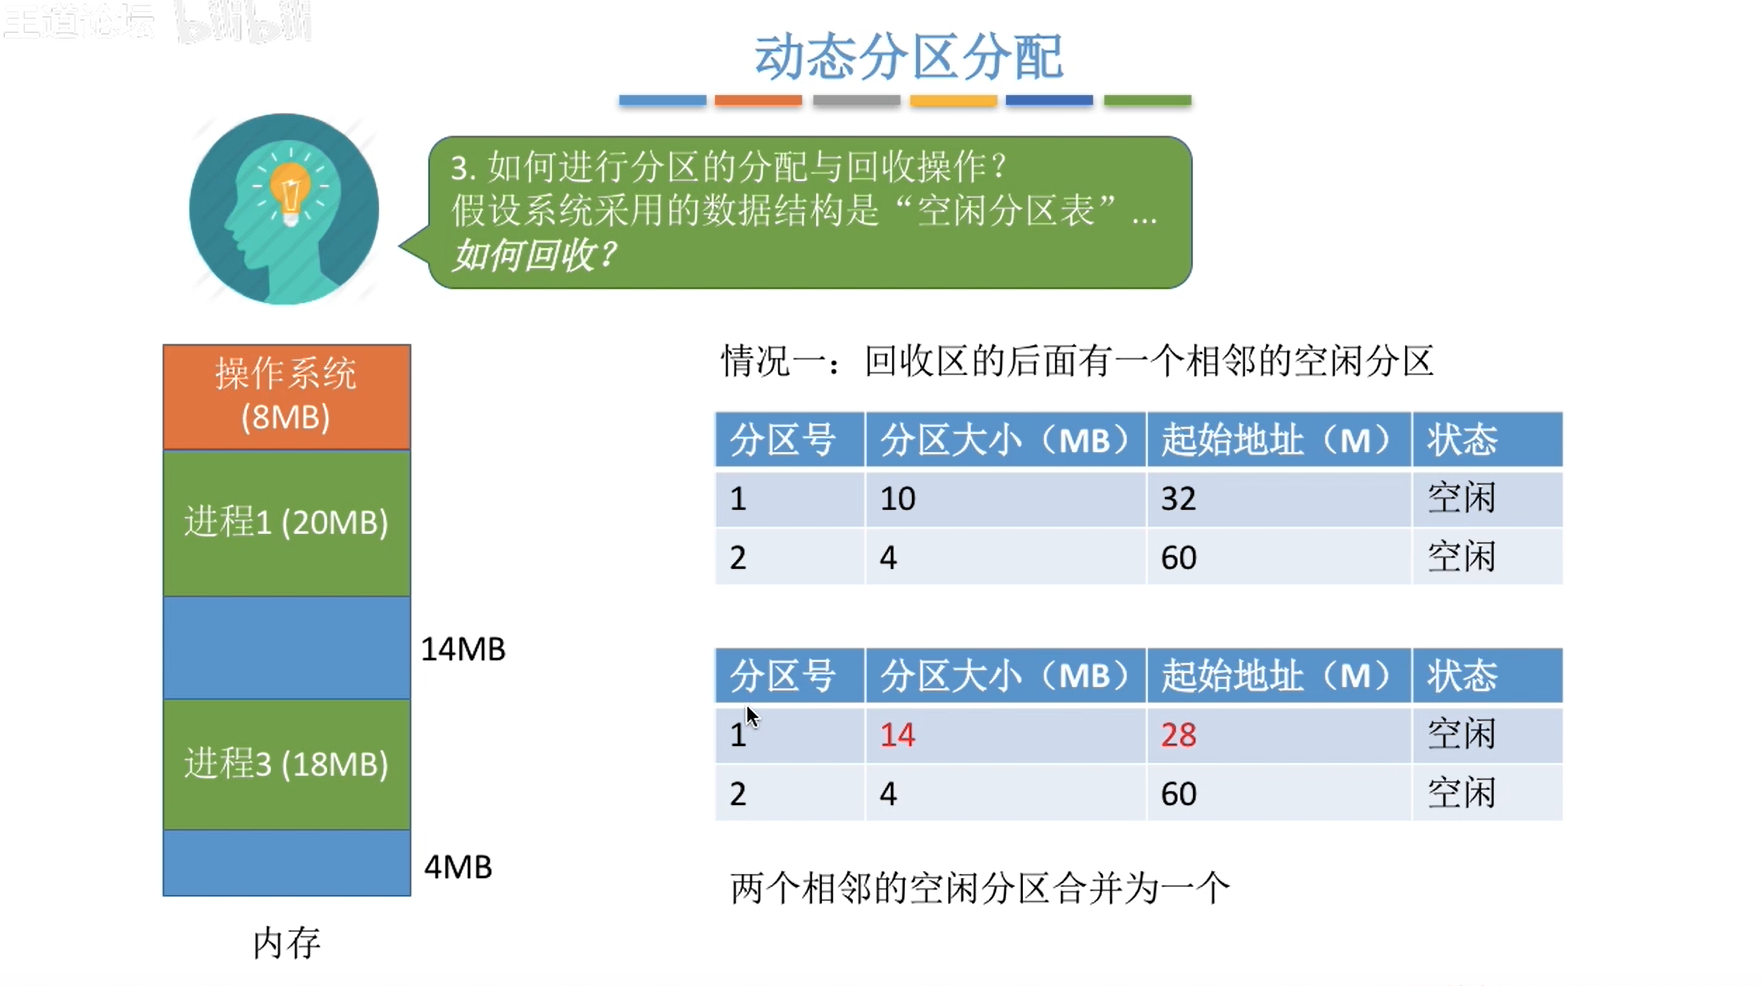 王道论坛 bilibili
动态分区分配
3. 如何进行分区的分配与回收操作？
假设系统采用的数据结构是“空闲分区表”...
如何回收？
操作系统
(8MB)
进程1 (20MB)
14MB
进程3 (18MB)
4MB
内存
情况一：回收区的后面有一个相邻的空闲分区
分区号 分区大小（MB） 起始地址（M） 状态
1 10 32 空闲
2 4 60 空闲
分区号 分区大小（MB） 起始地址（M） 状态
1 14 28 空闲
2 4 60 空闲
两个相邻的空闲分区合并为一个